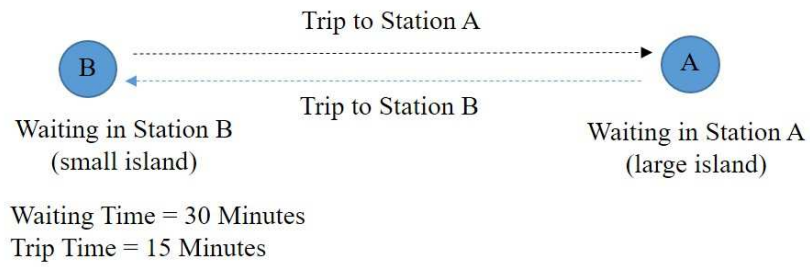 Trip to Station A
B
A
Trip to Station B
Waiting in Station B
(small island)
Waiting in Station A
(large island)
Waiting Time = 30 Minutes
Trip Time = 15 Minutes